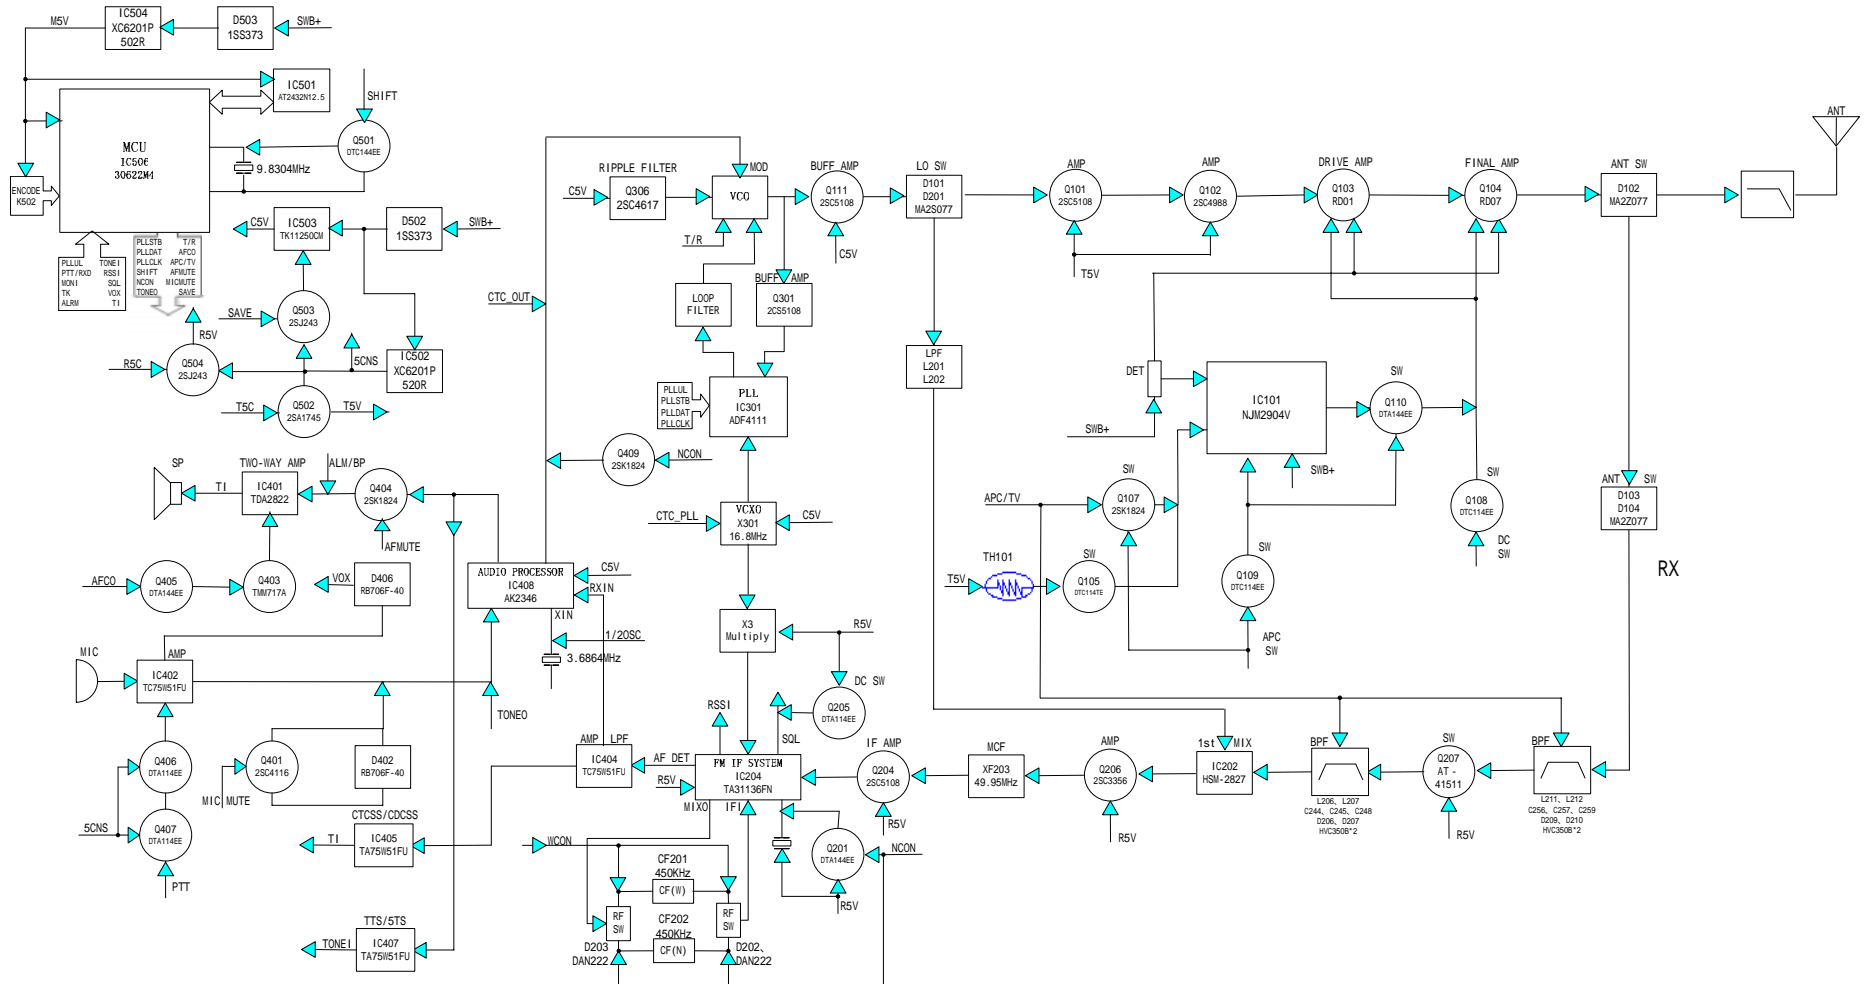 M5V
IC504
XC6201P
502R
D503
1SS373
SWB+
IC501
AT2432N12.5
SHIFT
MCU
IC506
30622M4
Q501
DTC144EE
9.8304MHz
ENCODE
K502
C5V
IC503
TK11250CM
D502
1SS373
SWB+
PLLUL TONEI
PTT/RXD RSSI
MONI SQL
TK VOX
ALRM TI
PLLSTB T/R
PLLDAT AFCO
PLLCLK APC/TV
SHIFT AFMUTE
NCON MICMUTE
TONEO SAVE
SAVE
Q503
2SJ243
R5V
R5C
Q504
2SJ243
5CNS
IC502
XC6201P
520R
T5C
Q502
2SA1745
T5V
SP
TI
TWO-WAY AMP
IC401
TDA2822
ALM/BP
Q404
2SK1824
AFMUTE
AFCO
Q405
DTA144EE
Q403
TMM717A
VOX
D406
RB706F-40
MIC
AMP
IC402
TC75W51FU
Q406
DTA114EE
Q401
2SC4116
D402
RB706F-40
MIC MUTE
5CNS
Q407
DTA114EE
PTT
CTCSS/CDCSS
TI
IC405
TA75W51FU
TTS/5TS
TONEI
IC407
TA75W51FU
CTC_OUT
AUDIO PROCESSOR
IC408
AK2346
C5V
RXIN
XIN
1/2OSC
3.6864MHz
TONEO
AMP LPF
IC404
TC75W51FU
RIPPLE FILTER
C5V
Q306
2SC4617
MOD
VCO
T/R
LOOP
FILTER
BUFF AMP
Q301
2CS5108
BUFF AMP
Q111
2SC5108
C5V
PLLUL
PLLSTB
PLLDAT
PLLCLK
PLL
IC301
ADF4111
Q409
2SK1824
NCON
CTC_PLL
VCXO
X301
16.8MHz
C5V
X3
Multiply
R5V
DC SW
Q205
DTA114EE
RSSI
SQL
AF DET
FM IF SYSTEM
IC204
TA31136FN
R5V
MIXO
IFI
IF AMP
Q204
2SC5108
R5V
WCON
CF201
450KHz
CF(W)
RF
SW
CF202
450KHz
RF
SW
CF(N)
D203
DAN222
D202、
DAN222
Q201
DTA144EE
NCON
R5V
MCF
XF203
49.95MHz
AMP
Q206
2SC3356
R5V
1st MIX
IC202
HSM-2827
BPF
L206、L207
C244、C245、C248
D206、D207
HVC350B*2
SW
Q207
AT -
41511
R5V
BPF
L211、L212
C256、C257、C259
D209、D210
HVC350B*2
LO SW
D101
D201
MA2S077
LPF
L201
L202
AMP
Q101
2SC5108
T5V
AMP
Q102
2SC4988
DRIVE AMP
Q103
RD01
FINAL AMP
Q104
RD07
ANT SW
D102
MA2Z077
ANT
DET
SWB+
IC101
NJM2904V
SWB+
SW
Q110
DTA144EE
APC/TV
SW
Q107
2SK1824
T5V
TH101
SW
Q105
DTC114TE
SW
Q109
DTC114EE
APC
SW
SW
Q108
DTC114EE
DC
SW
ANT SW
D103
D104
MA2Z077
RX